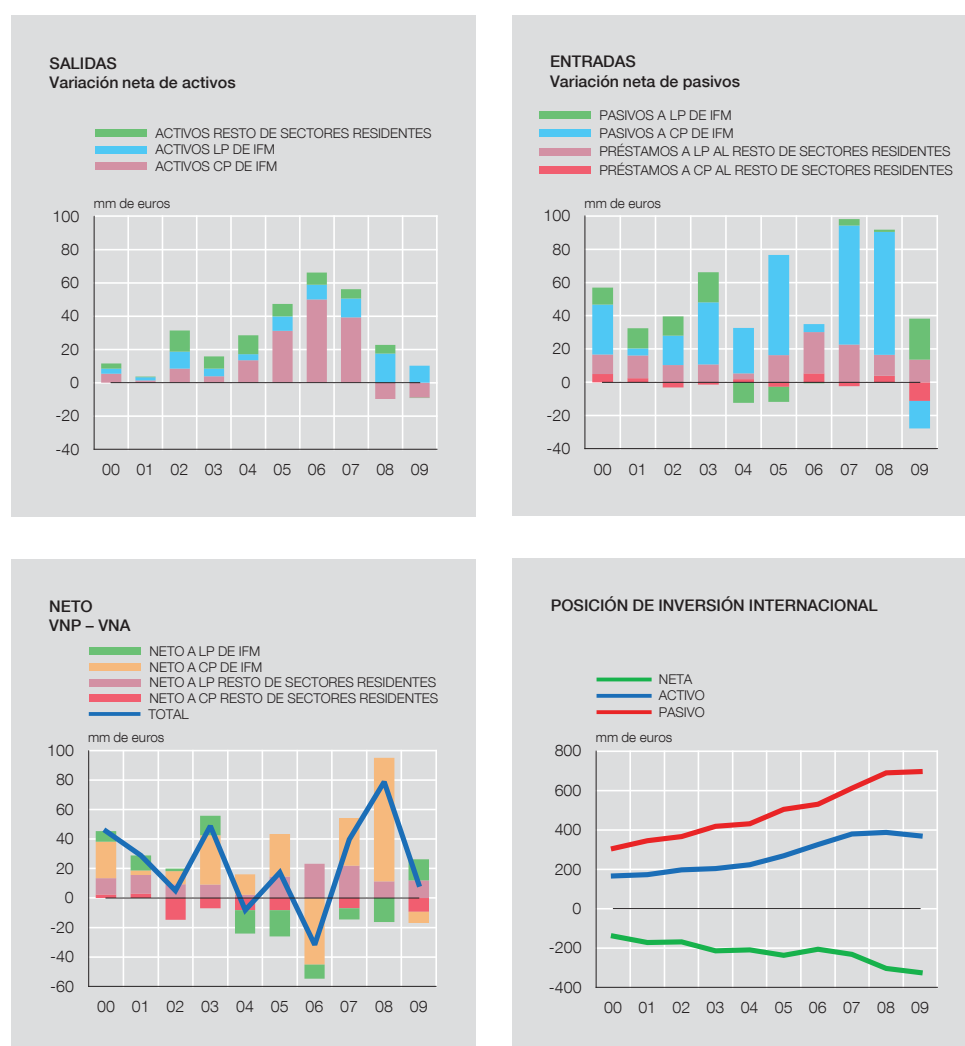 SALIDAS
Variación neta de activos
ACTIVOS RESTO DE SECTORES RESIDENTES
ACTIVOS LP DE IFM
ACTIVOS CP DE IFM
mm de euros
100
80
60
40
20
0
-20
-40
00 01 02 03 04 05 06 07 08 09
ENTRADAS
Variación neta de pasivos
PASIVOS A LP DE IFM
PASIVOS A CP DE IFM
PRÉSTAMOS A LP AL RESTO DE SECTORES RESIDENTES
PRÉSTAMOS A CP AL RESTO DE SECTORES RESIDENTES
mm de euros
100
80
60
40
20
0
-20
-40
00 01 02 03 04 05 06 07 08 09
NETO
VNP – VNA
NETO A LP DE IFM
NETO A CP DE IFM
NETO A LP RESTO DE SECTORES RESIDENTES
NETO A CP RESTO DE SECTORES RESIDENTES
TOTAL
mm de euros
100
80
60
40
20
0
-20
-40
-60
00 01 02 03 04 05 06 07 08 09
POSICIÓN DE INVERSIÓN INTERNACIONAL
NETA
ACTIVO
PASIVO
mm de euros
800
600
400
200
0
-200
-400
00 01 02 03 04 05 06 07 08 09